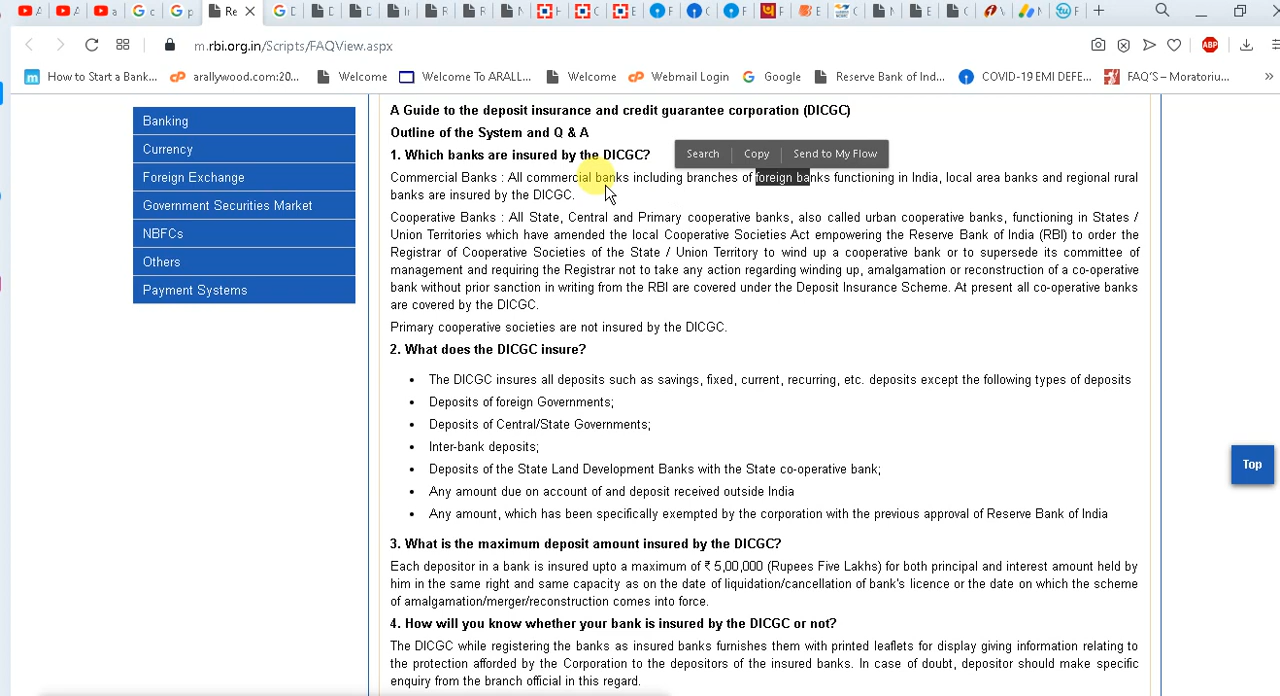 Re
m.rbi.org.in/Scripts/FAQView.aspx
ABP
How to Start a Bank... arallywood.com:20... Welcome Welcome To ARALL... Welcome Webmail Login Google Reserve Bank of Ind... COVID-19 EMI DEFE... FAQ'S – Moratoriu... »
Banking
Currency
Foreign Exchange
Government Securities Market
NBFCs
Others
Payment Systems
A Guide to the deposit insurance and credit guarantee corporation (DICGC)
Outline of the System and Q & A
Search Copy Send to My Flow
1. Which banks are insured by the DICGC?
Commercial Banks : All commercial banks including branches of foreign banks functioning in India, local area banks and regional rural
banks are insured by the DICGC.
Cooperative Banks : All State, Central and Primary cooperative banks, also called urban cooperative banks, functioning in States /
Union Territories which have amended the local Cooperative Societies Act empowering the Reserve Bank of India (RBI) to order the
Registrar of Cooperative Societies of the State / Union Territory to wind up a cooperative bank or to supersede its committee of
management and requiring the Registrar not to take any action regarding winding up, amalgamation or reconstruction of a co-operative
bank without prior sanction in writing from the RBI are covered under the Deposit Insurance Scheme. At present all co-operative banks
are covered by the DICGC.
Primary cooperative societies are not insured by the DICGC.
2. What does the DICGC insure?
• The DICGC insures all deposits such as savings, fixed, current, recurring, etc. deposits except the following types of deposits
• Deposits of foreign Governments;
• Deposits of Central/State Governments;
• Inter-bank deposits;
• Deposits of the State Land Development Banks with the State co-operative bank;
• Any amount due on account of and deposit received outside India
• Any amount, which has been specifically exempted by the corporation with the previous approval of Reserve Bank of India
Top
3. What is the maximum deposit amount insured by the DICGC?
Each depositor in a bank is insured upto a maximum of ₹ 5,00,000 (Rupees Five Lakhs) for both principal and interest amount held by
him in the same right and same capacity as on the date of liquidation/cancellation of bank's licence or the date on which the scheme
of amalgamation/merger/reconstruction comes into force.
4. How will you know whether your bank is insured by the DICGC or not?
The DICGC while registering the banks as insured banks furnishes them with printed leaflets for display giving information relating to
the protection afforded by the Corporation to the depositors of the insured banks. In case of doubt, depositor should make specific
enquiry from the branch official in this regard.